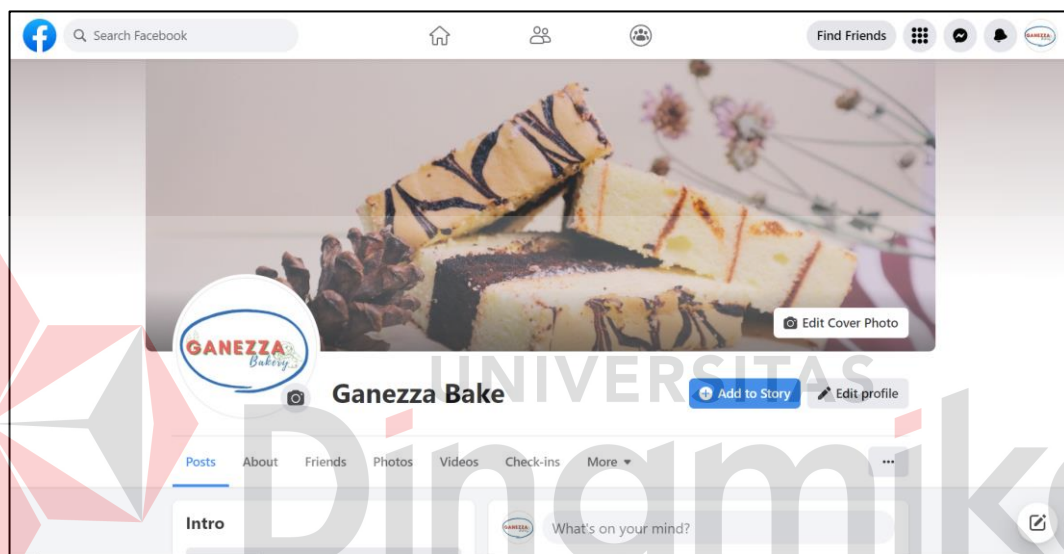 Search Facebook
Find Friends
GANEZZA
Edit Cover Photo
GANEZZA
Bakery
UNIVERSITAS
Ganezza Bake
Add to Story
Edit profile
Dinamika
Posts
About
Friends
Photos
Videos
Check-ins
More
Intro
GANEZZA
What's on your mind?